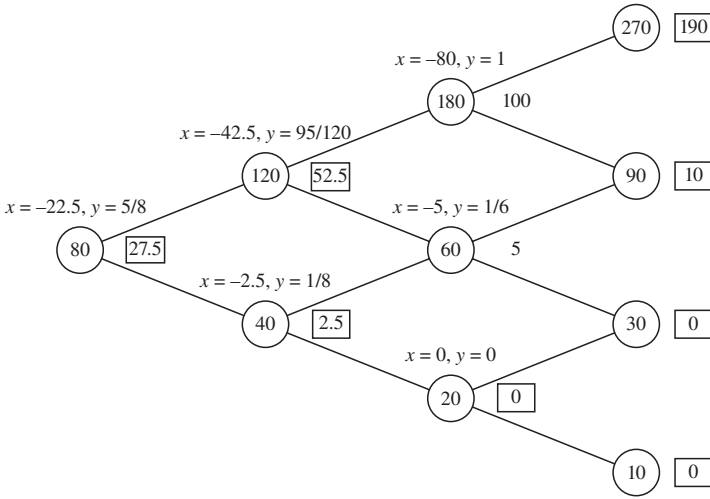 270 190
x = –80, y = 1
180 100
x = –42.5, y = 95/120
120 52.5
90 10
x = –22.5, y = 5/8
x = –5, y = 1/6
80 27.5
60 5
x = –2.5, y = 1/8
40 2.5
30 0
x = 0, y = 0
20 0
10 0